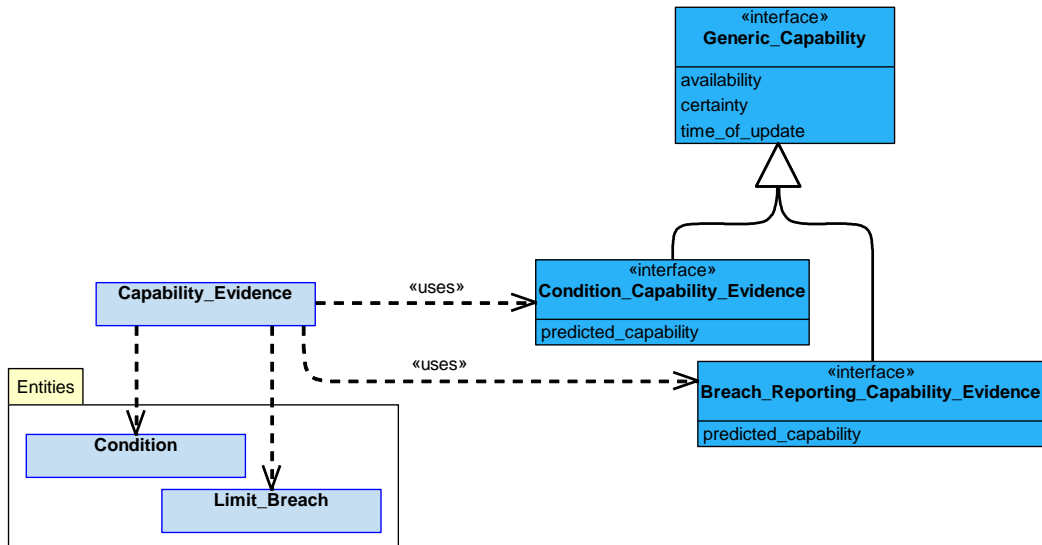 «interface»
Generic_Capability
availability
certainty
time_of_update
«interface»
Condition_Capability_Evidence
predicted_capability
Capability_Evidence
«uses»
«uses»
«interface»
Breach_Reporting_Capability_Evidence
predicted_capability
Entities
Condition
Limit_Breach